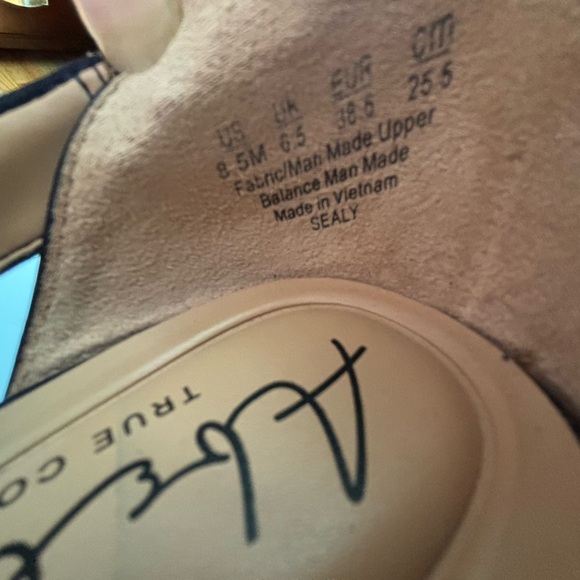 US UK EUR cm
8.5M 6.5 38.5 25.5
Fabric/Man Made Upper
Balance Man Made
Made in Vietnam
SEALY
TRUE CO